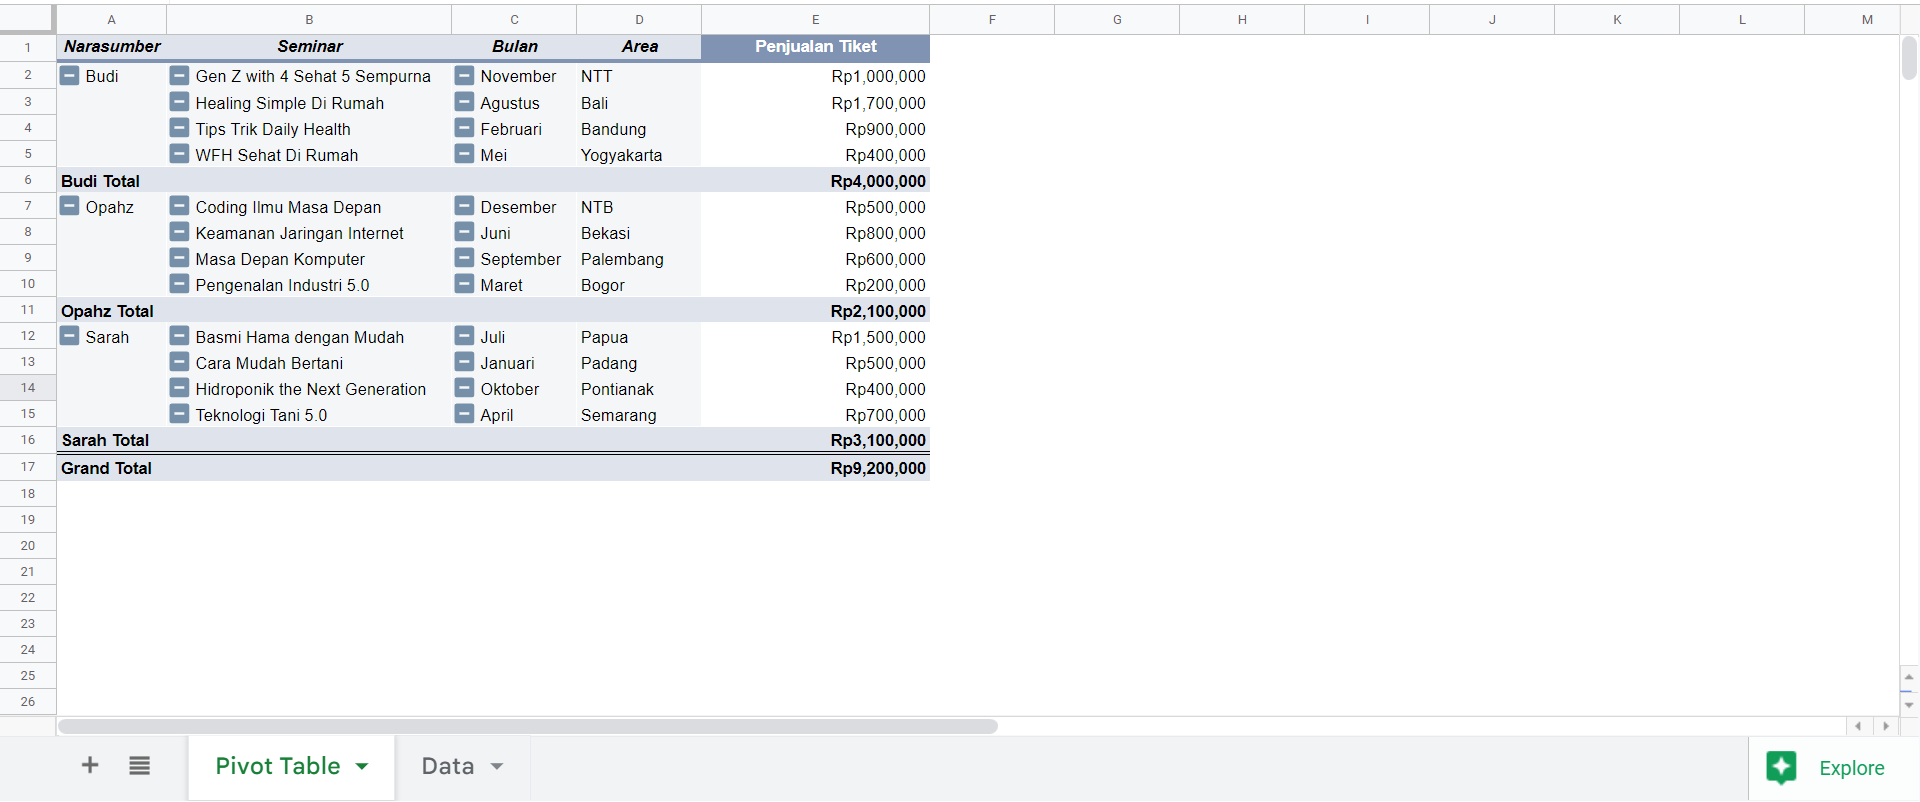 A B C D E F G H I J K L M
1 Narasumber Seminar Bulan Area Penjualan Tiket
2 Budi Gen Z with 4 Sehat 5 Sempurna November NTT Rp1,000,000
3 Healing Simple Di Rumah Agustus Bali Rp1,700,000
4 Tips Trik Daily Health Februari Bandung Rp900,000
5 WFH Sehat Di Rumah Mei Yogyakarta Rp400,000
6 Budi Total Rp4,000,000
7 Opahz Coding Ilmu Masa Depan Desember NTB Rp500,000
8 Keamanan Jaringan Internet Juni Bekasi Rp800,000
9 Masa Depan Komputer September Palembang Rp600,000
10 Pengenalan Industri 5.0 Maret Bogor Rp200,000
11 Opahz Total Rp2,100,000
12 Sarah Basmi Hama dengan Mudah Juli Papua Rp1,500,000
13 Cara Mudah Bertani Januari Padang Rp500,000
14 Hidroponik the Next Generation Oktober Pontianak Rp400,000
15 Teknologi Tani 5.0 April Semarang Rp700,000
16 Sarah Total Rp3,100,000
17 Grand Total Rp9,200,000
18
19
20
21
22
23
24
25
26
Pivot Table Data Explore